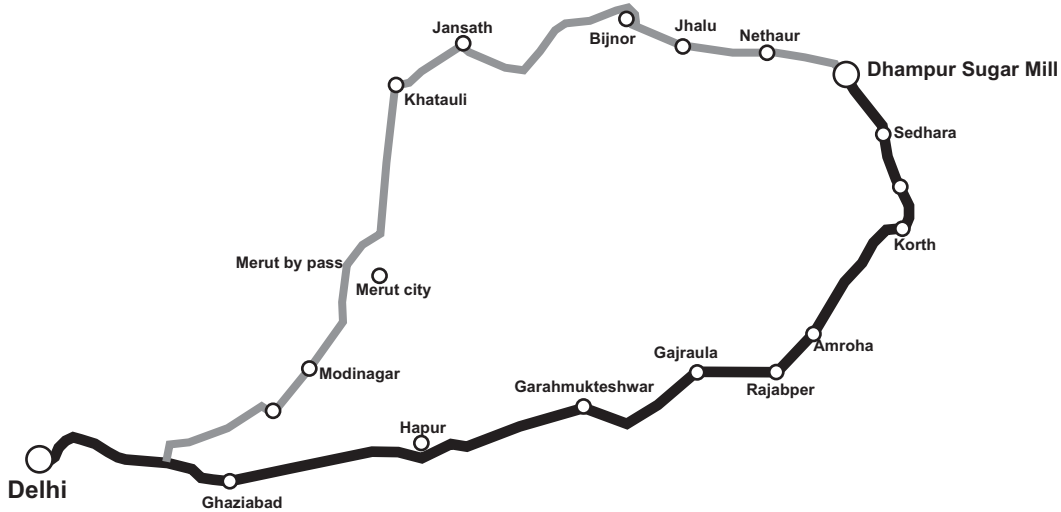 Jansath
Bijnor
Jhalu
Nethaur
Dhampur Sugar Mill
Khatauli
Sedhara
Korth
Merut by pass
Merut city
Amroha
Modinagar
Gajraula
Rajabper
Garahmukteshwar
Hapur
Delhi
Ghaziabad